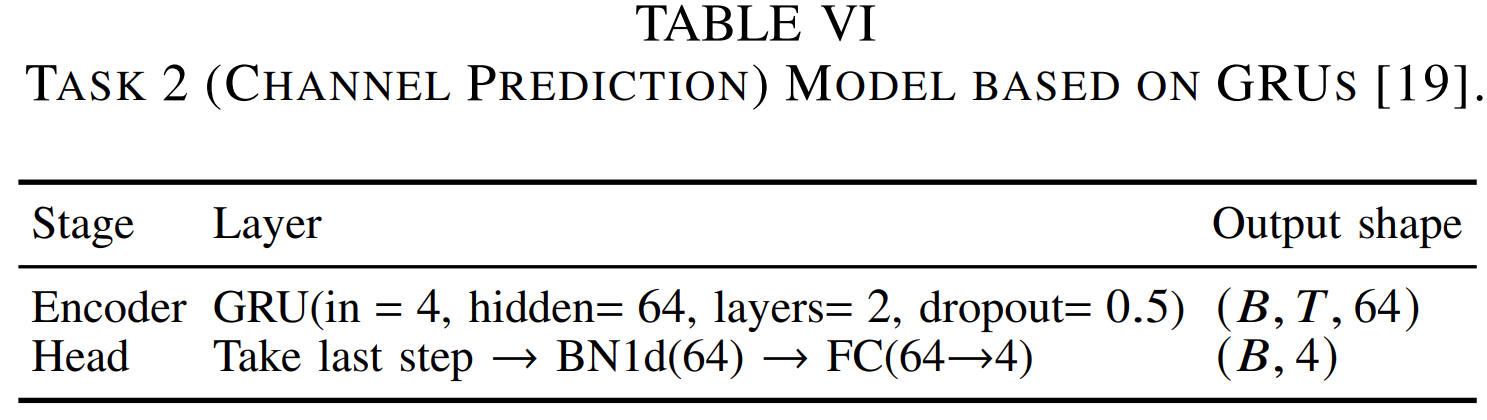 TABLE VI
TASK 2 (CHANNEL PREDICTION) MODEL BASED ON GRUS [19].
Stage Layer Output shape
Encoder GRU(in = 4, hidden= 64, layers= 2, dropout= 0.5) (B, T, 64)
Head Take last step → BN1d(64) → FC(64→4) (B, 4)